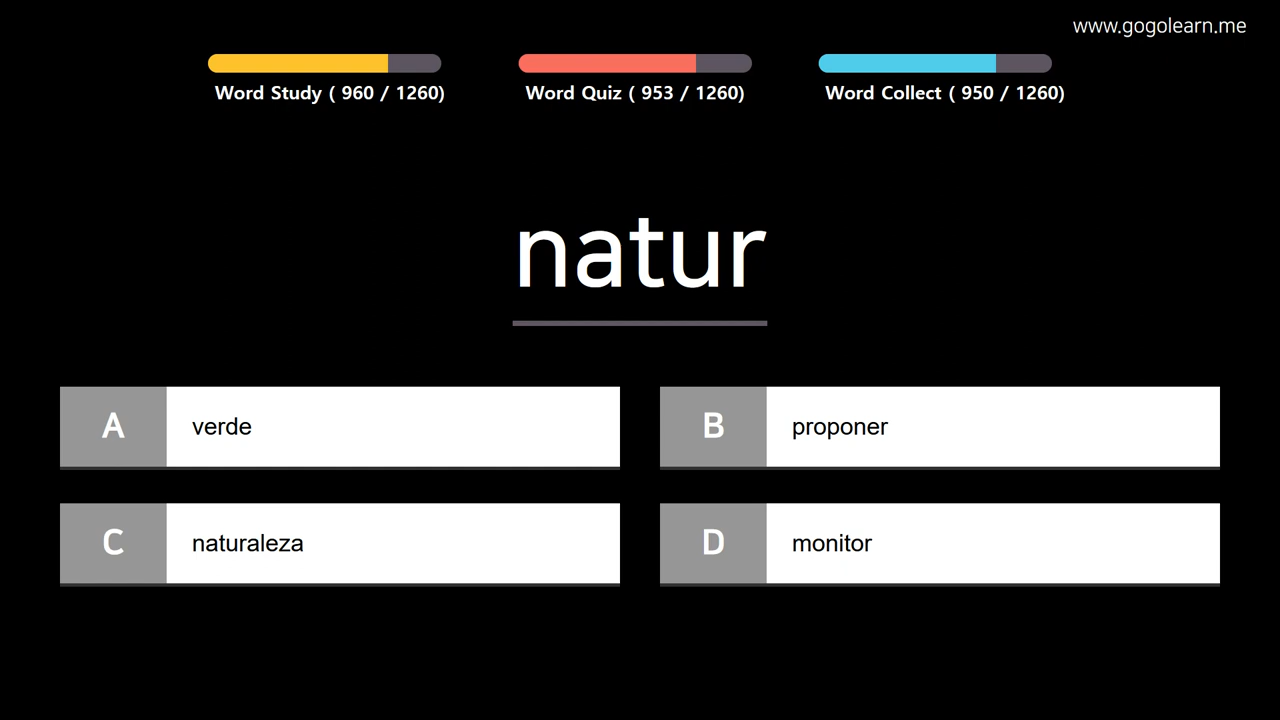 www.gogolearn.me
Word Study ( 960 / 1260)
Word Quiz ( 953 / 1260)
Word Collect ( 950 / 1260)
natur
A verde
B proponer
C naturaleza
D monitor